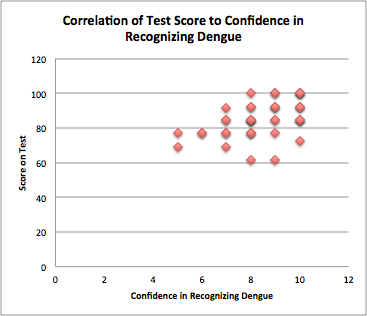 Correlation of Test Score to Confidence in
Recognizing Dengue
Score on Test
120
100
80
60
40
20
0
0 2 4 6 8 10 12
Confidence in Recognizing Dengue